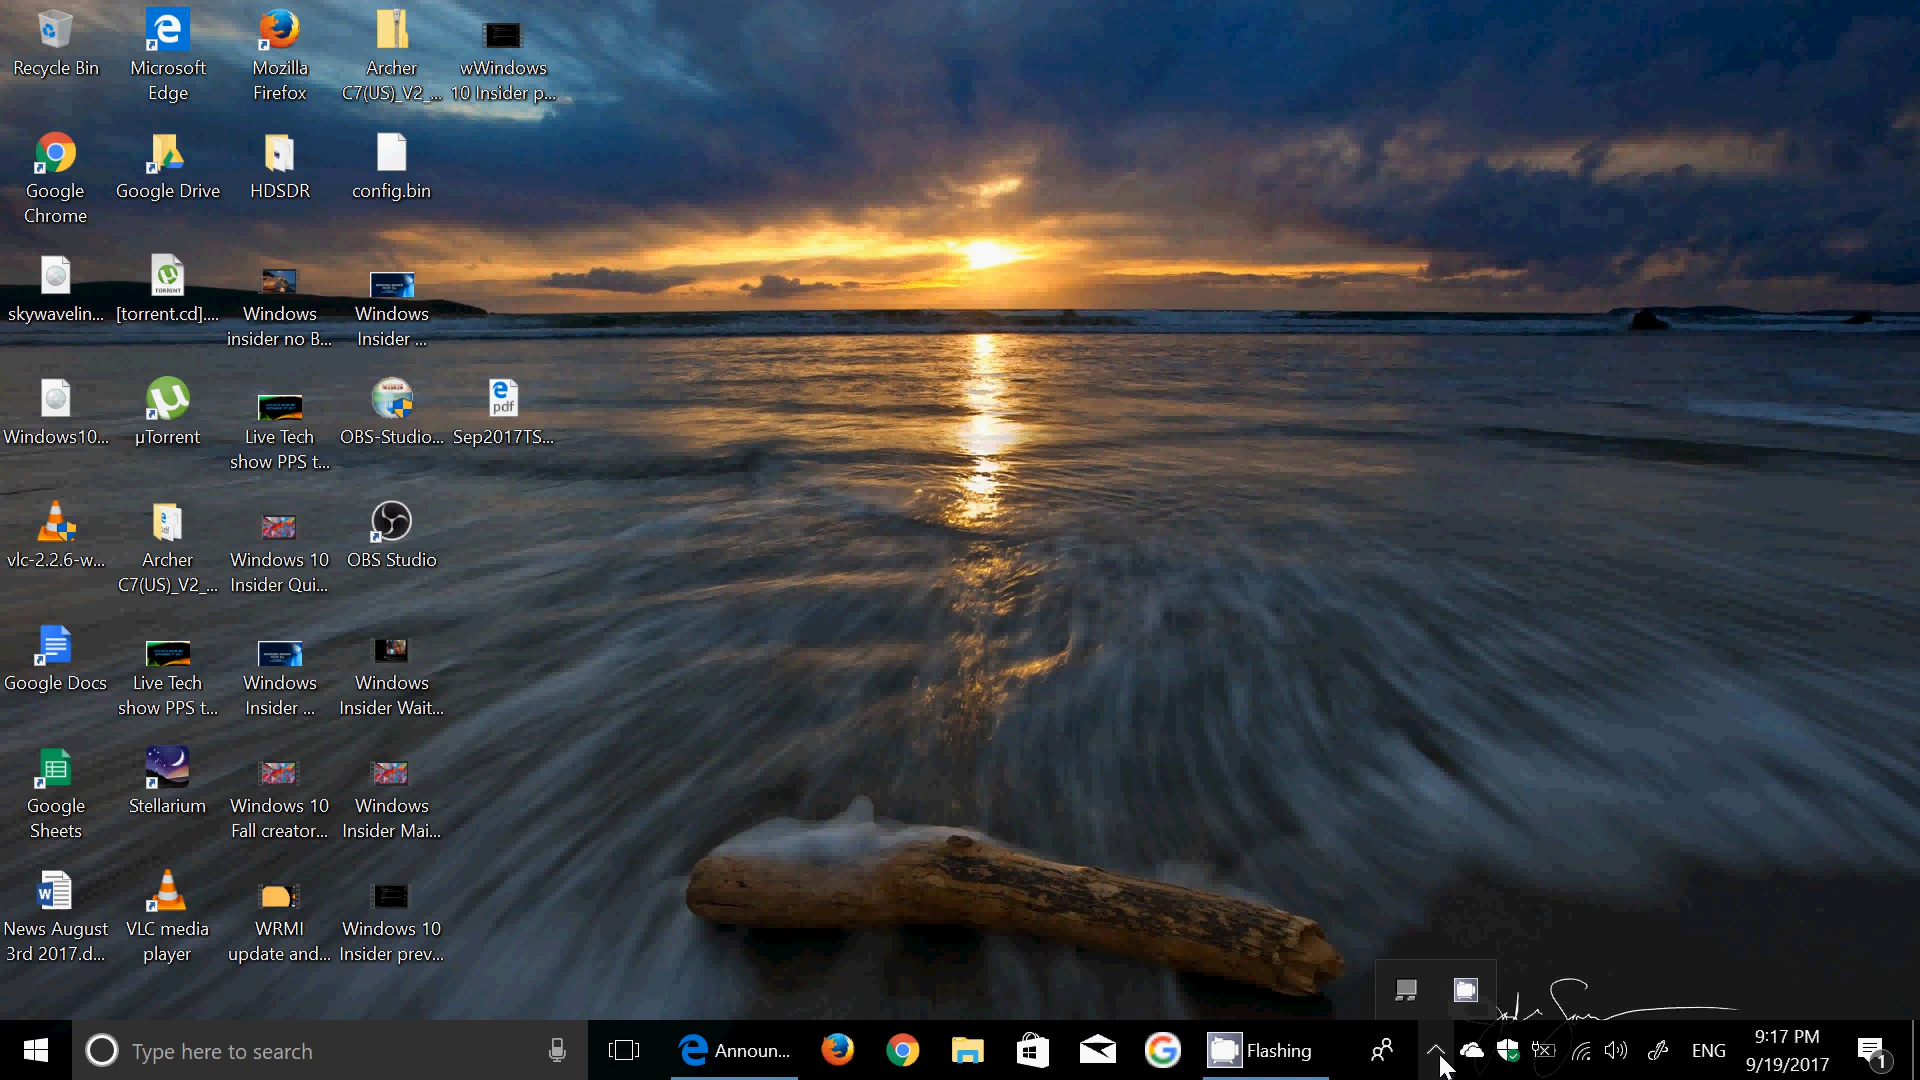 Recycle Bin
Microsoft
Edge
Mozilla
Firefox
Archer
C7(US)_V2_...
wWindows
10 Insider p...
Google
Chrome
Google Drive
HDSDR
config.bin
skywavelin...
[torrent.cd]....
Windows
insider no B...
Windows
Insider ...
Windows10...
µTorrent
Live Tech
show PPS t...
OBS-Studio...
Sep2017TS...
pdf
TORRENT
vlc-2.2.6-w...
Archer
C7(US)_V2_...
Windows 10
Insider Qui...
OBS Studio
Google Docs
Live Tech
show PPS t...
Windows
Insider ...
Windows
Insider Wait...
Google
Sheets
Stellarium
Windows 10
Fall creator...
Windows
Insider Mai...
News August
3rd 2017.d...
VLC media
player
WRMI
update and...
Windows 10
Insider prev...
Type here to search
Announ...
Flashing
ENG
9:17 PM
9/19/2017
1